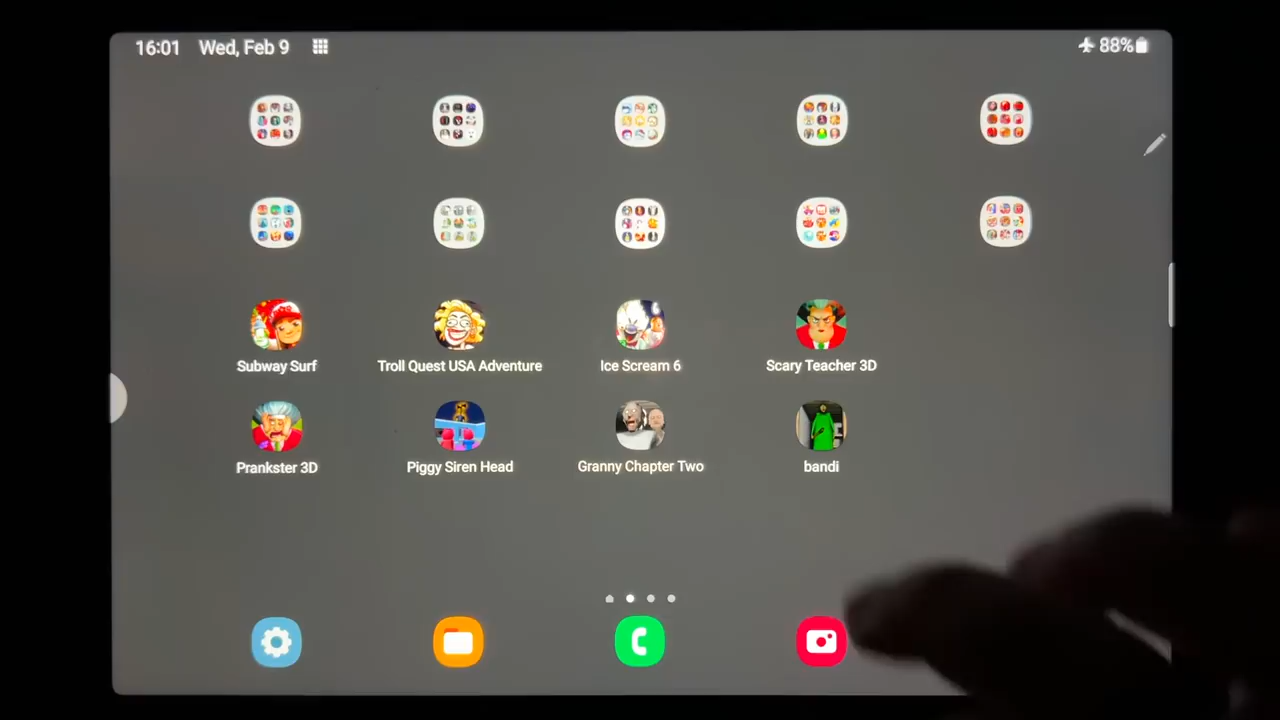 16:01 Wed, Feb 9 88%
Subway Surf Troll Quest USA Adventure Ice Scream 6 Scary Teacher 3D
Prankster 3D Piggy Siren Head Granny Chapter Two bandi